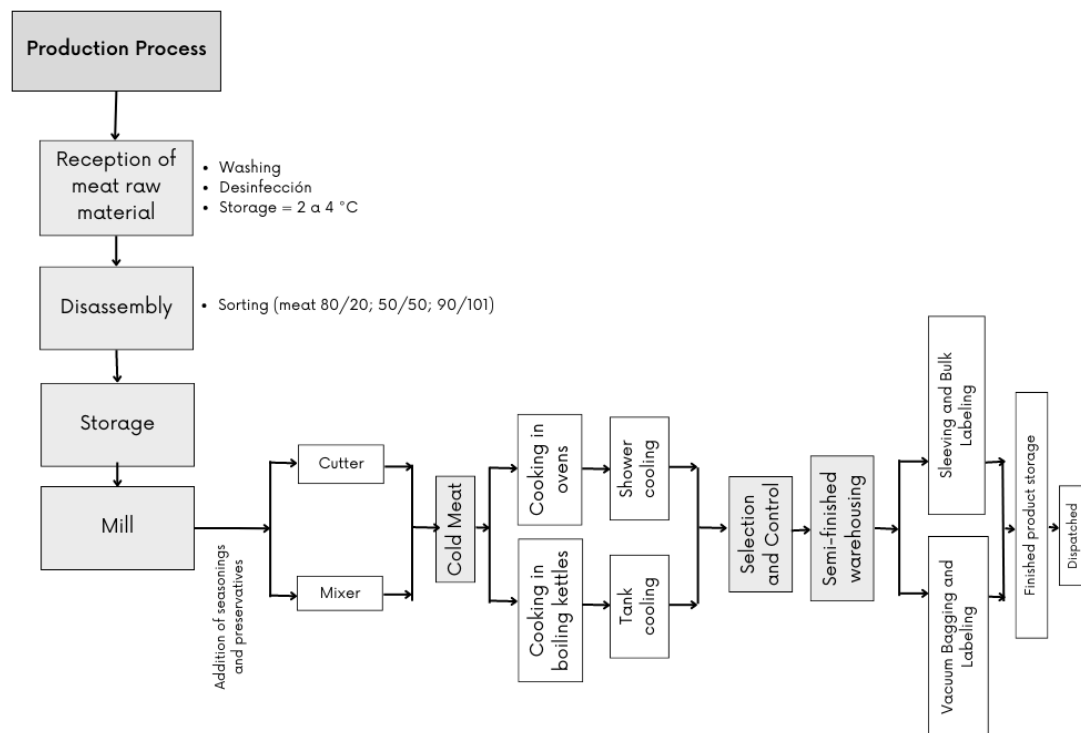 Production Process
Reception of
meat raw
material
• Washing
• Desinfección
• Storage = 2 a 4 °C
Disassembly
• Sorting (meat 80/20; 50/50; 90/101)
Storage
Mill
Addition of seasonings
and preservatives
Cutter
Mixer
Cold Meat
Cooking in
ovens
Shower
cooling
Cooking in
boiling kettles
Tank
cooling
Selection
and Control
Semi-finished
warehousing
Sleeving and Bulk
Labeling
Vacuum Bagging and
Labeling
Finished product storage
Dispatched